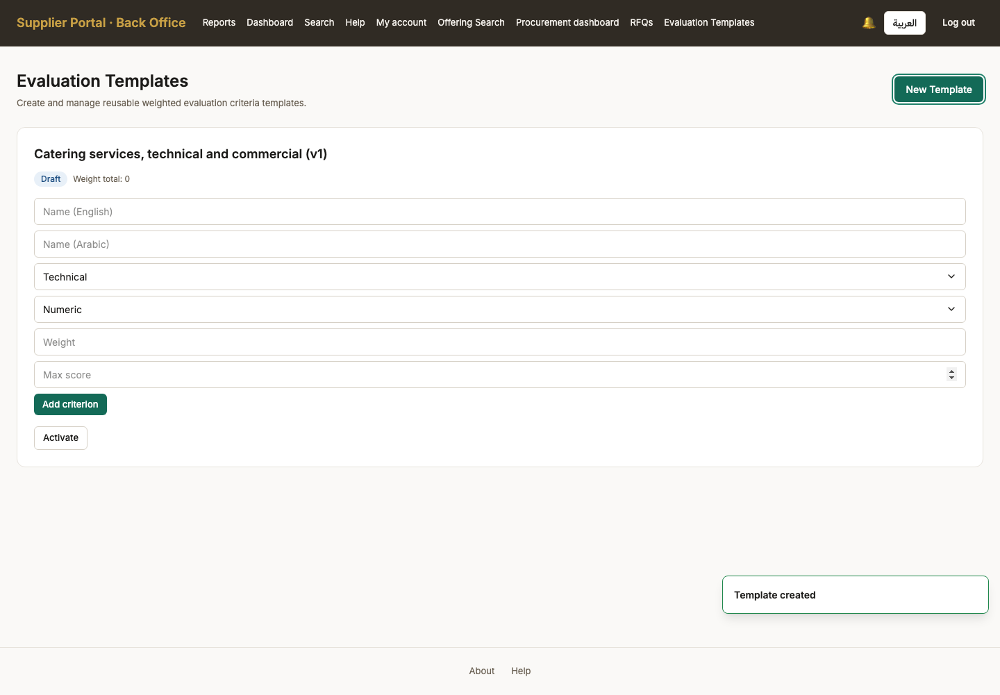 Supplier Portal · Back Office
Reports
Dashboard
Search
Help
My account
Offering Search
Procurement dashboard
RFQs
Evaluation Templates
العربية
Log out
Evaluation Templates
Create and manage reusable weighted evaluation criteria templates.
New Template
Catering services, technical and commercial (v1)
Draft
Weight total: 0
Name (English)
Name (Arabic)
Technical
Numeric
Weight
Max score
Add criterion
Activate
Template created
About
Help